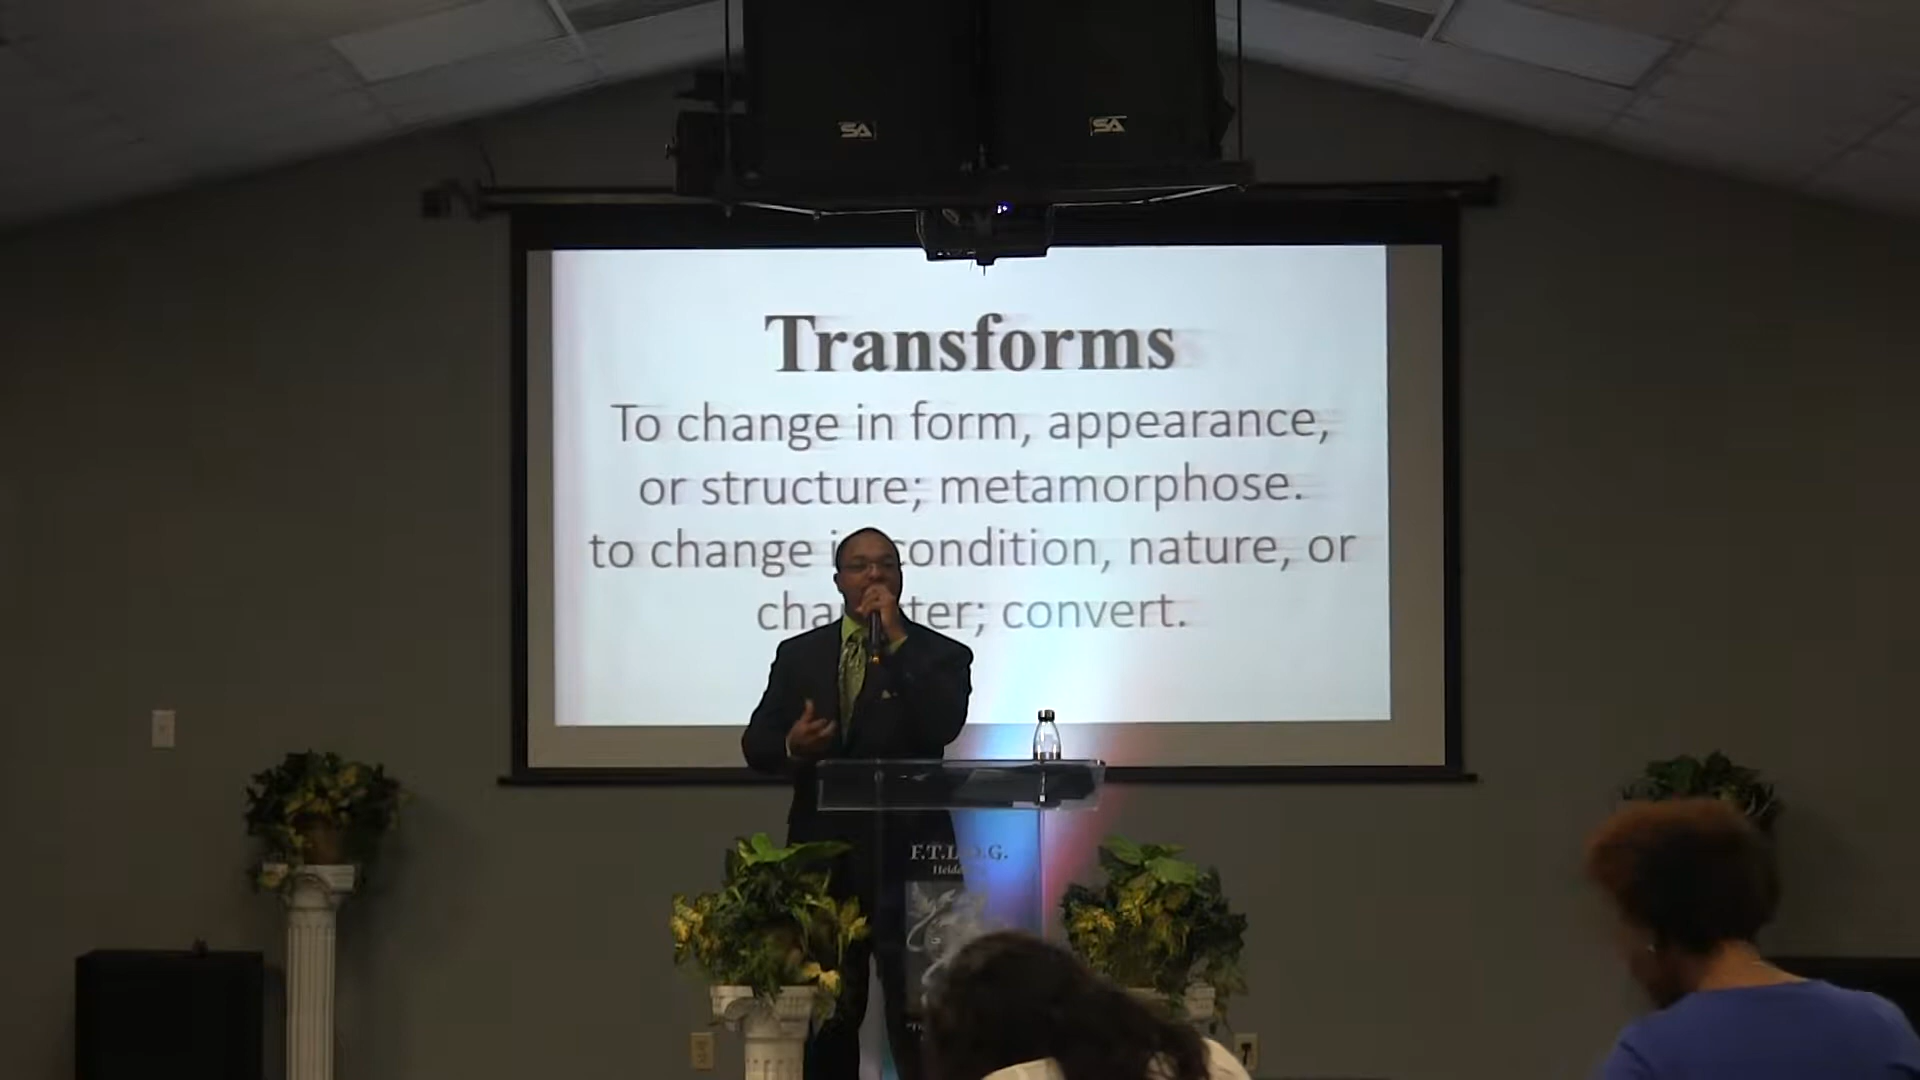 SA
SA
Transforms
To change in form, appearance,
or structure; metamorphose.
to change condition, nature, or
convert.